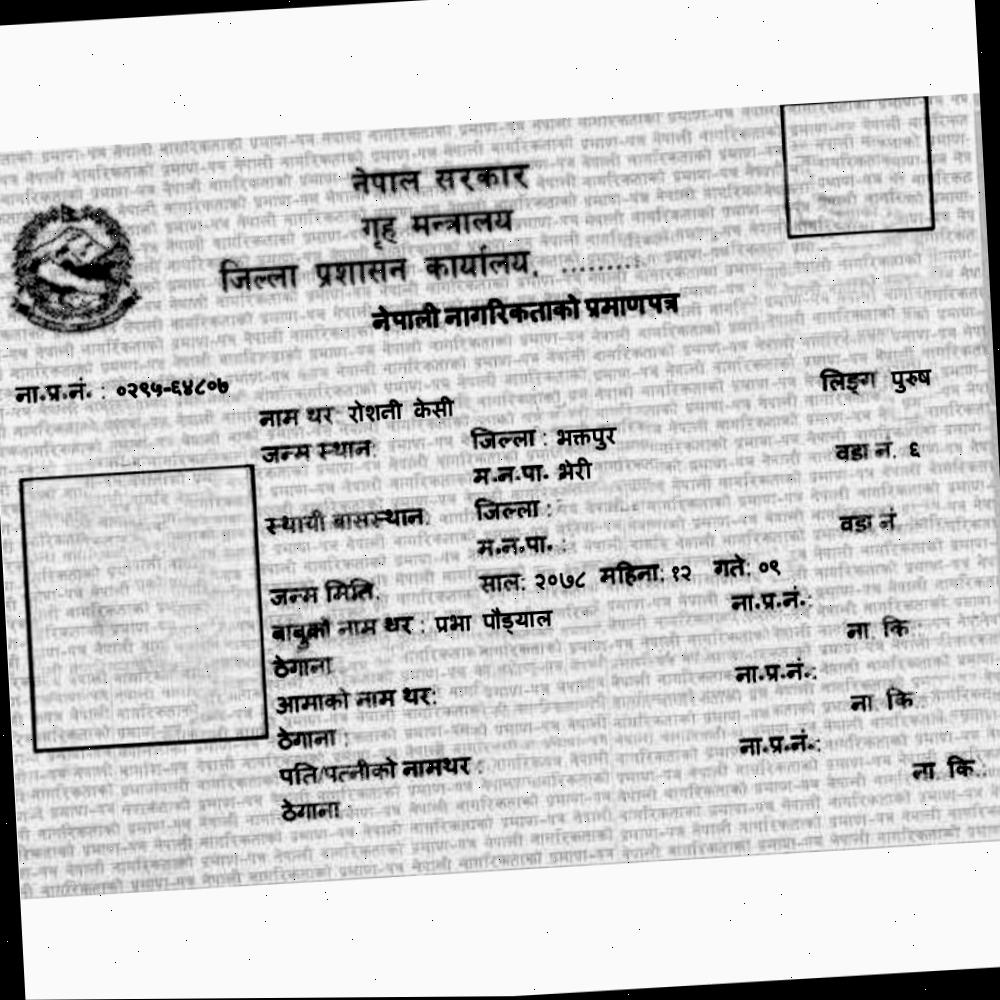 नेपाल सरकार
गृह मन्त्रालय
जिल्ला प्रशासन कार्यालय, .........
नेपाली नागरिकताको प्रमाणपत्र
ना.प्र.नं. : ०२९५-६४८०७ लिङ्ग पुरुष
नाम थर रोशती केसी
जन्म स्थान: जिल्ला : भक्तपुर वडा नं. ६
म.न.पा. भेरी
स्थायी बासस्थान: जिल्ला : वडा नं
म.न.पा. :
जन्म मिति: साल: २०७८ महिना: १२ गते: ०९
बाबुको नाम थर : प्रभा पौड्याल ना.प्र.नं.:
ठेगाना ना. कि.:
आमाको नाम थर: ना.प्र.नं.:
ठेगाना : ना. कि.
पति/पत्नीको नामथर : ना.प्र.नं.:
ठेगाना : ना. कि.: